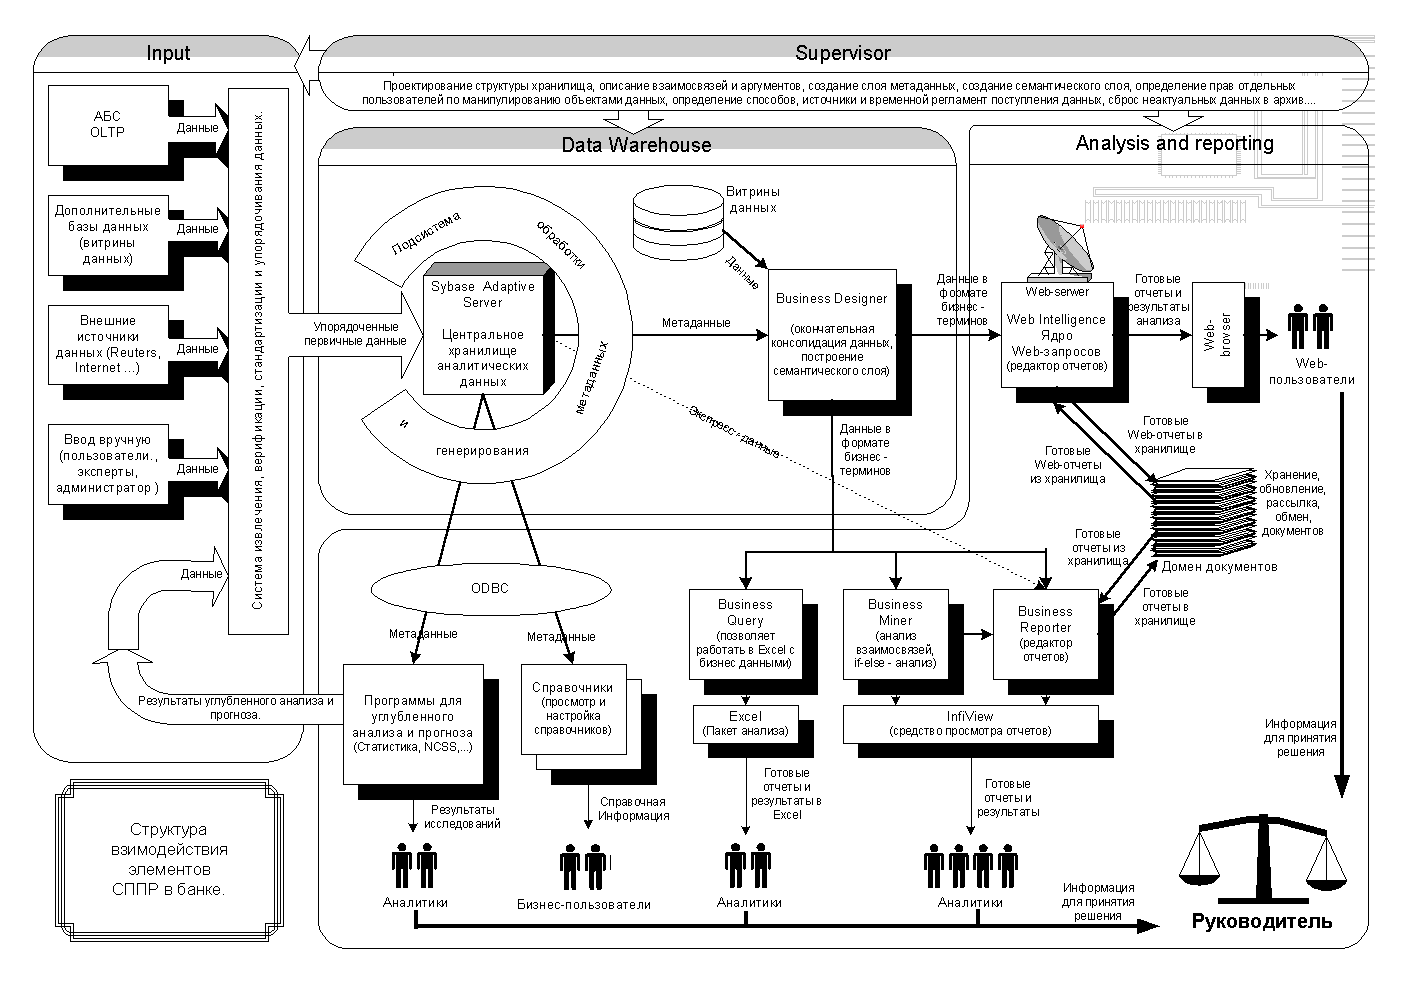 Input
Supervisor
Проектирование структуры хранилища, описание взаимосвязей и аргументов, создание слоя метаданных, создание семантического слоя, определение прав отдельных
пользователей по манипулированию объектами данных, определение способов, источники и временной регламент поступления данных, сброс неактуальных данных в архив....
АБС
OLTP
Данные
Дополнительные
базы данных
(витрины
данных)
Данные
Внешние
источники
данных (Reuters,
Internet ...)
Данные
Ввод вручную
(пользователи.,
эксперты,
администратор )
Данные
Данные
Система извлечения, верификации, стандартизации и упорядочивания данных.
Результаты углубленного анализа и
прогноза.
Data Warehouse
Подсистема
обработки
и
генерирования
Метаданных
Упорядоченные
первичные данные
Sybase Adaptive
Server
Центральное
хранилище
аналитических
данных
Витрины
данных
Данные
Метаданные
Business Designer
(окончательная
консолидация данных,
построение
семантического слоя)
Экспресс - данные
Данные в
формате
бизнес -
терминов
Analysis and reporting
Данные в
формате
бизнес -
терминов
Web-serwer
Web Intelligence
Ядро
Web-запросов
(редактор отчетов)
Готовые
отчеты и
результаты
анализа
Web-
browser
Web-
пользователи
Готовые
Web-отчеты в
хранилище
Готовые
Web-отчеты
из хранилища
Хранение,
обновление,
рассылка,
обмен,
документов
Домен документов
Готовые
отчеты из
хранилища
Готовые
отчеты в
хранилище
ODBC
Метаданные
Метаданные
Программы для
углубленного
анализа и прогноза
(Статистика, NCSS,...)
Справочники
(просмотр и
настройка
справочников)
Business
Query
(позволяет
работать в Excel с
бизнес данными)
Business
Miner
(анализ
взаимосвязей,
if-else - анализ)
Business
Reporter
(редактор
отчетов)
Excel
(Пакет анализа)
InfiView
(средство просмотра отчетов)
Результаты
исследований
Справочная
Информация
Готовые
отчеты и
результаты в
Excel
Готовые
отчеты и
результаты
Информация
для принятия
решения
Аналитики
Бизнес-пользователи
Аналитики
Аналитики
Информация
для принятия
решения
Руководитель
Структура
взимодействия
элементов
СППР в банке.